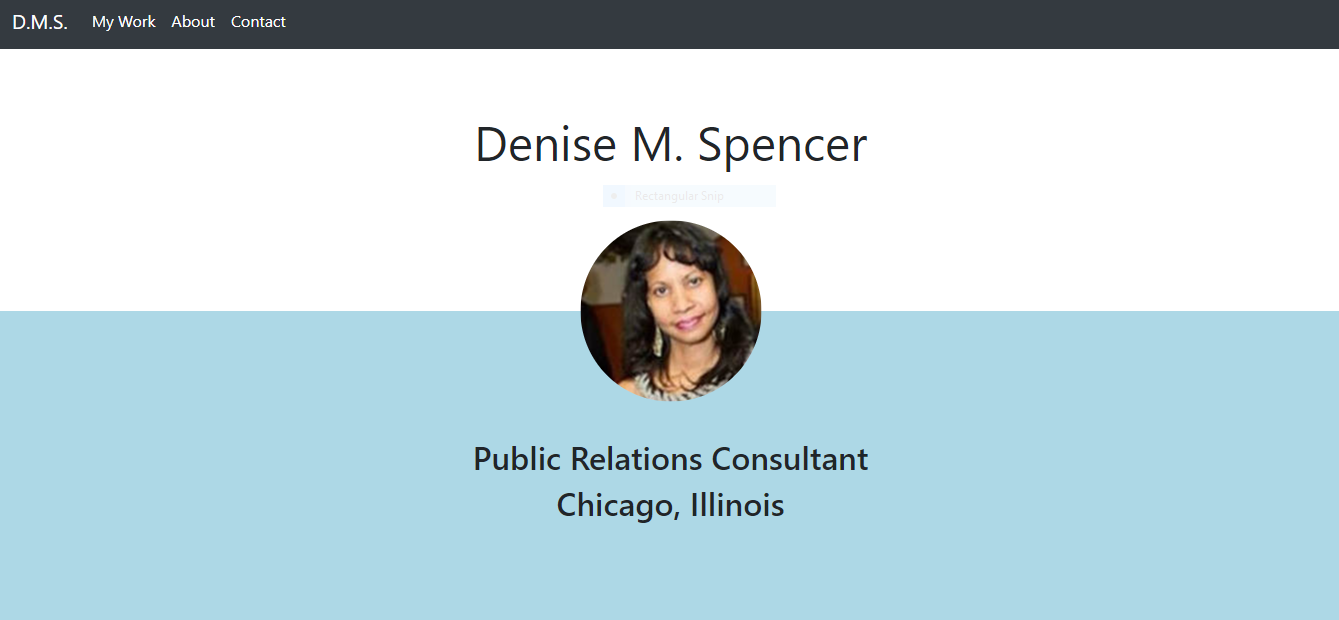 D.M.S. My Work About Contact
Denise M. Spencer
Rectangular Snip
Public Relations Consultant
Chicago, Illinois